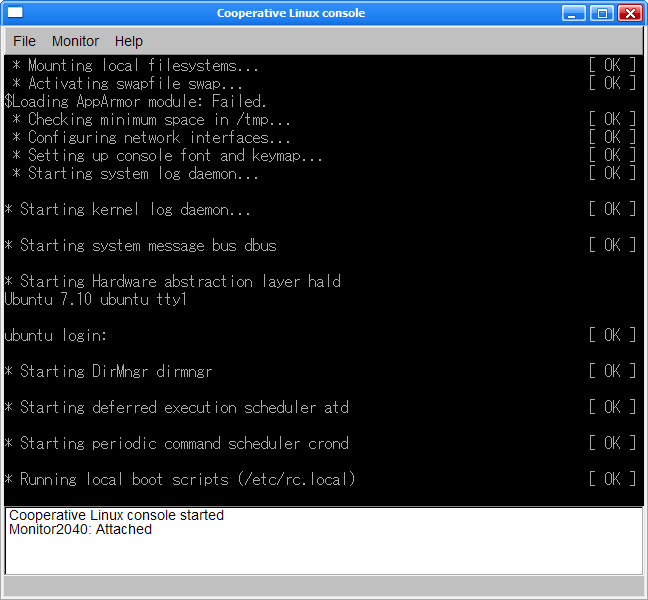 Cooperative Linux console
File Monitor Help
* Mounting local filesystems... [ OK ]
* Activating swapfile swap... [ OK ]
$Loading AppArmor module: Failed.
* Checking minimum space in /tmp... [ OK ]
* Configuring network interfaces... [ OK ]
* Setting up console font and keymap... [ OK ]
* Starting system log daemon... [ OK ]
* Starting kernel log daemon... [ OK ]
* Starting system message bus dbus [ OK ]
* Starting Hardware abstraction layer hald
Ubuntu 7.10 ubuntu tty1
ubuntu login: [ OK ]
* Starting DirMngr dirmngr [ OK ]
* Starting deferred execution scheduler atd [ OK ]
* Starting periodic command scheduler crond [ OK ]
* Running local boot scripts (/etc/rc.local) [ OK ]
Cooperative Linux console started
Monitor2040: Attached